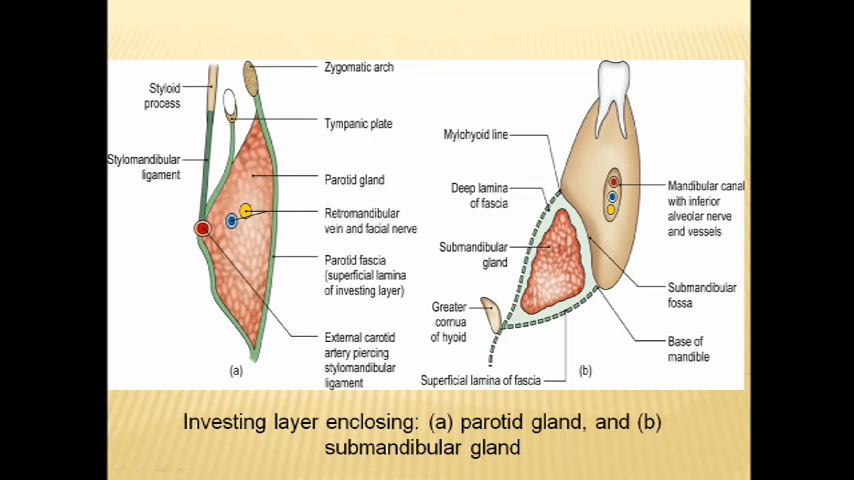 Styloid
process
Stylomandibular
ligament
Zygomatic arch
Tympanic plate
Parotid gland
Retromandibular
vein and facial nerve
Parotid fascia
(superficial lamina
of investing layer)
External carotid
artery piercing
stylomandibular
ligament
(a)
Mylohyoid line
Deep lamina
of fascia
Submandibular
gland
Greater
cornua
of hyoid
Superficial lamina of fascia
Mandibular canal
with inferior
alveolar nerve
and vessels
Submandibular
fossa
Base of
mandible
(b)
Investing layer enclosing: (a) parotid gland, and (b)
submandibular gland